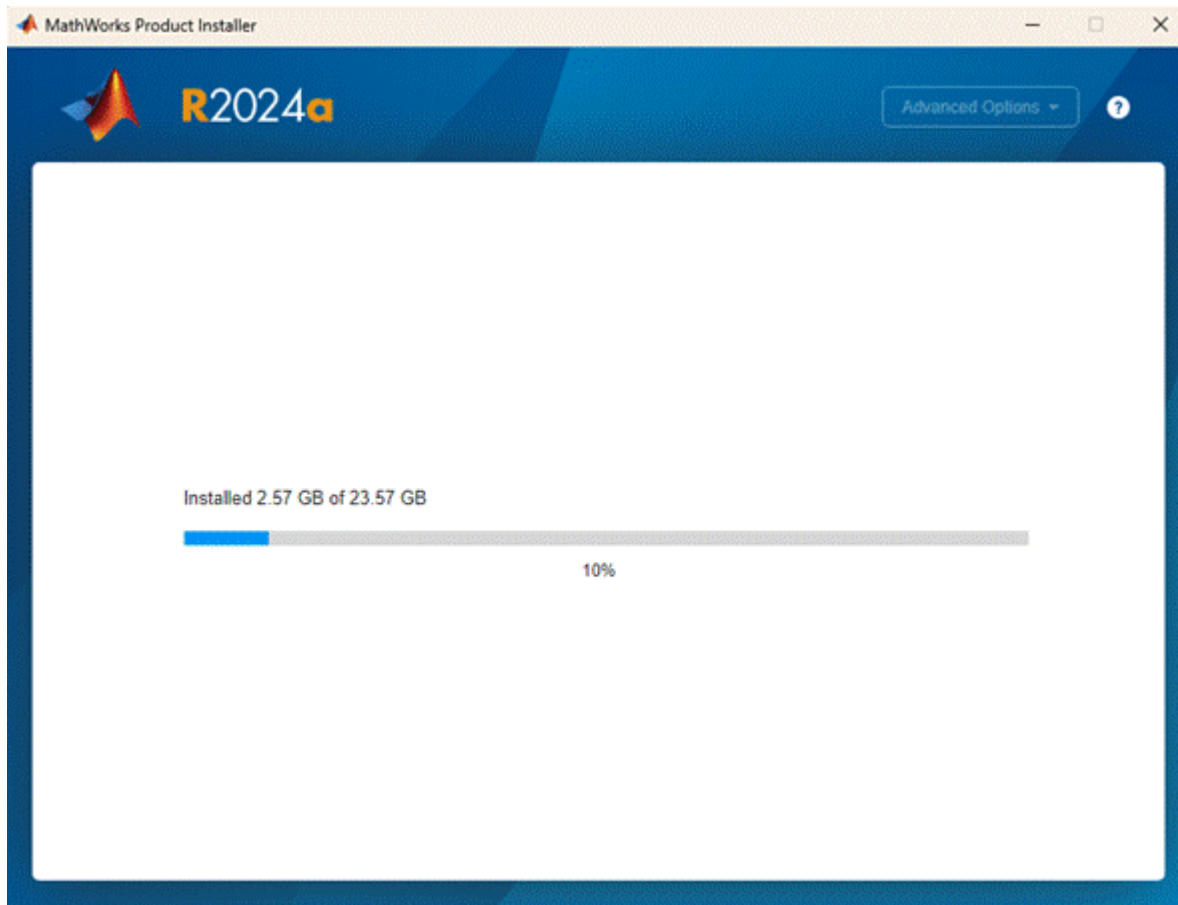 MathWorks Product Installer
R2024a
Advanced Options
?
Installed 2.57 GB of 23.57 GB
10%